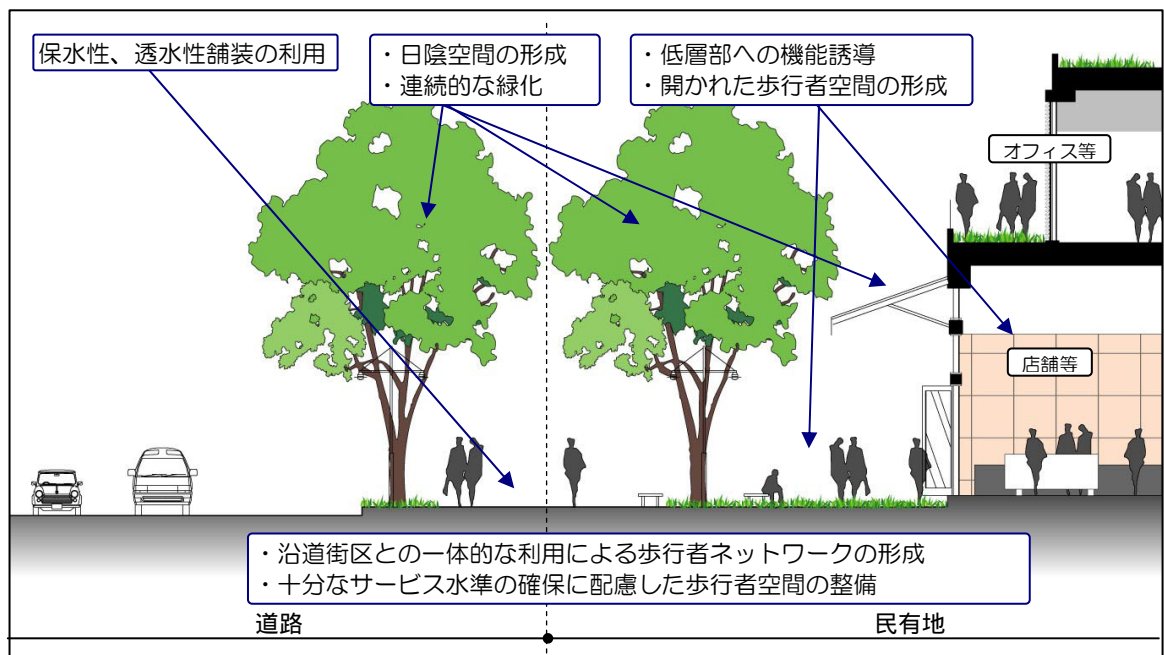 保水性、透水性舗装の利用
・日陰空間の形成
・連続的な緑化
・低層部への機能誘導
・開かれた歩行者空間の形成
オフィス等
店舗等
・沿道街区との一体的な利用による歩行者ネットワークの形成
・十分なサービス水準の確保に配慮した歩行者空間の整備
道路
民有地